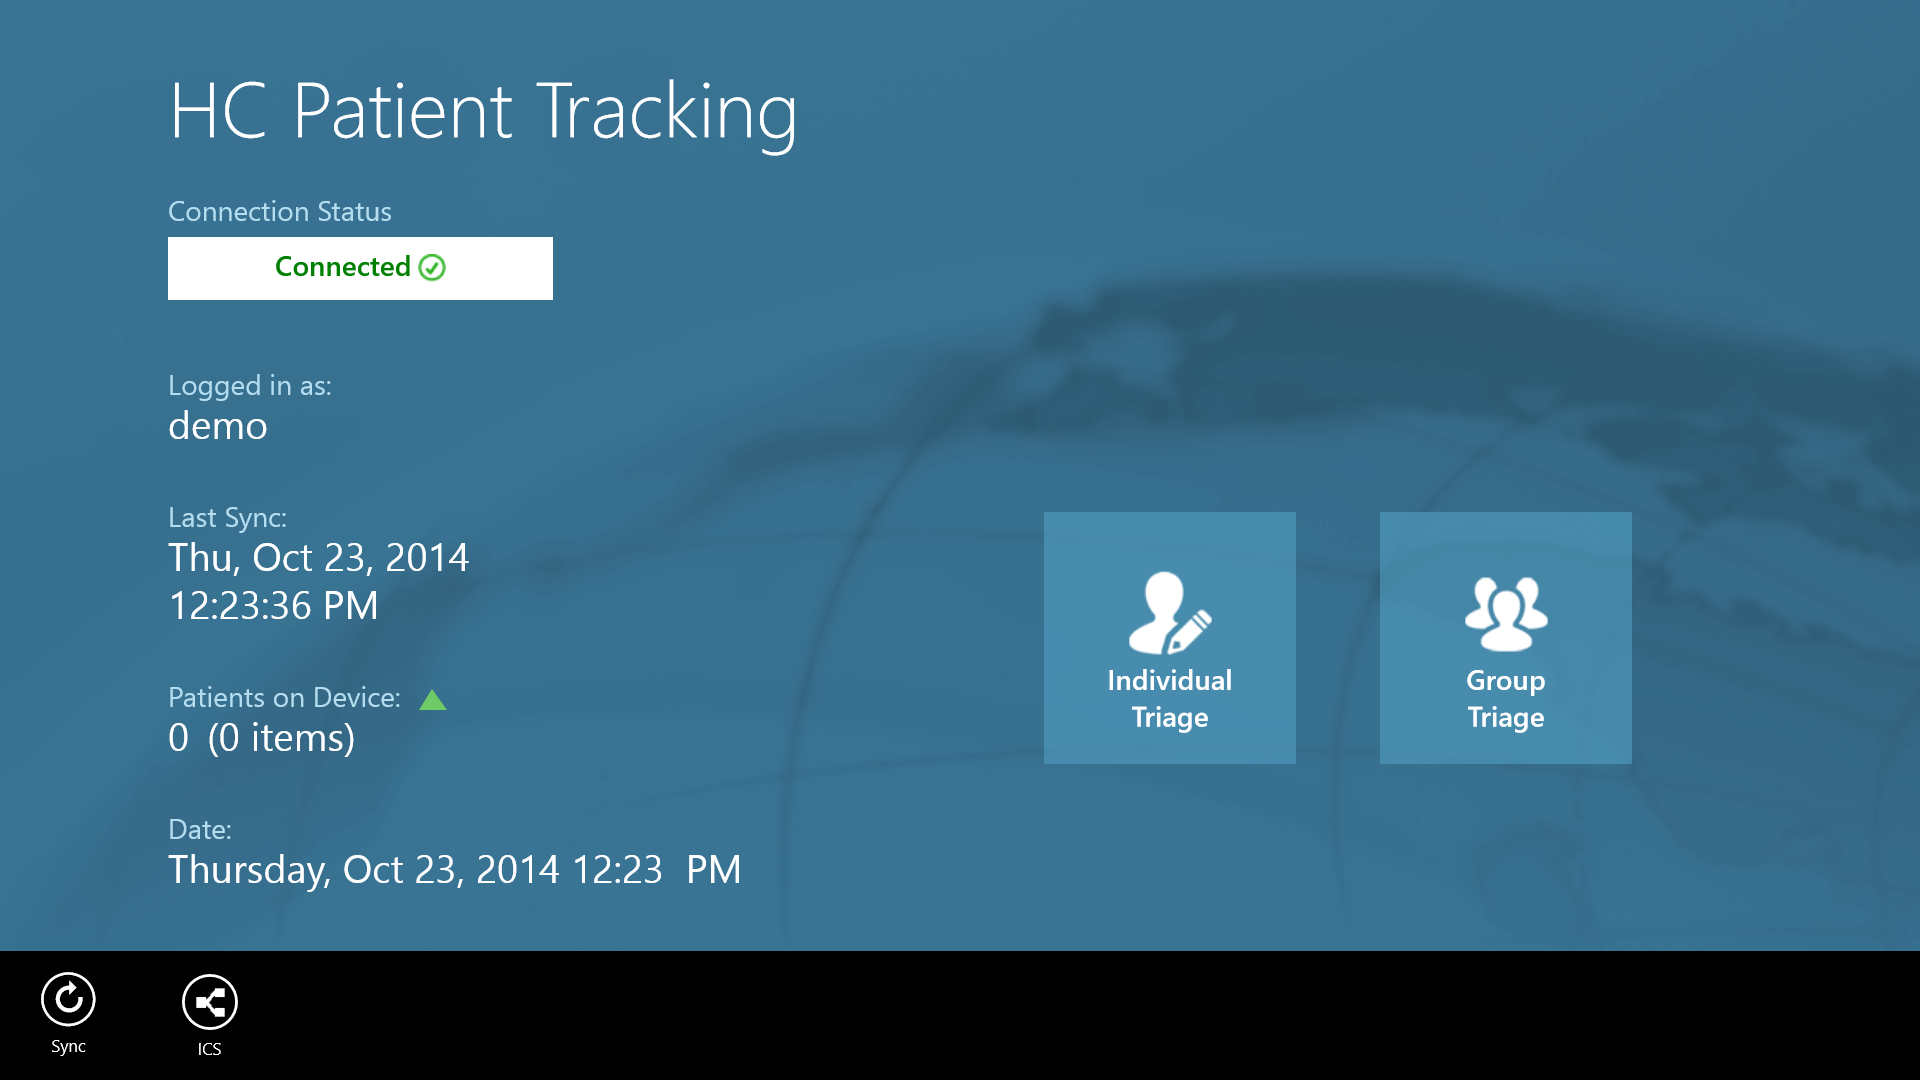 HC Patient Tracking
Connection Status
Connected
Logged in as:
demo
Last Sync:
Thu, Oct 23, 2014
12:23:36 PM
Patients on Device:
0 (0 items)
Date:
Thursday, Oct 23, 2014 12:23 PM
Individual
Triage
Group
Triage
Sync
ICS